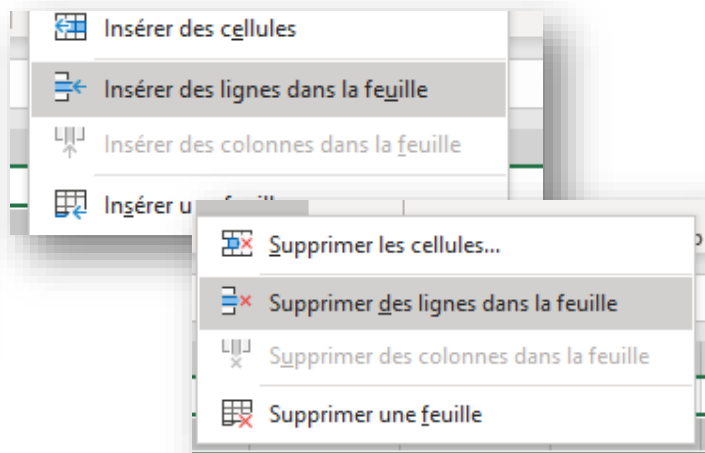 Insérer des cellules
Insérer des lignes dans la feuille
Insérer des colonnes dans la feuille
Insérer
Supprimer les cellules...
Supprimer des lignes dans la feuille
Supprimer des colonnes dans la feuille
Supprimer une feuille